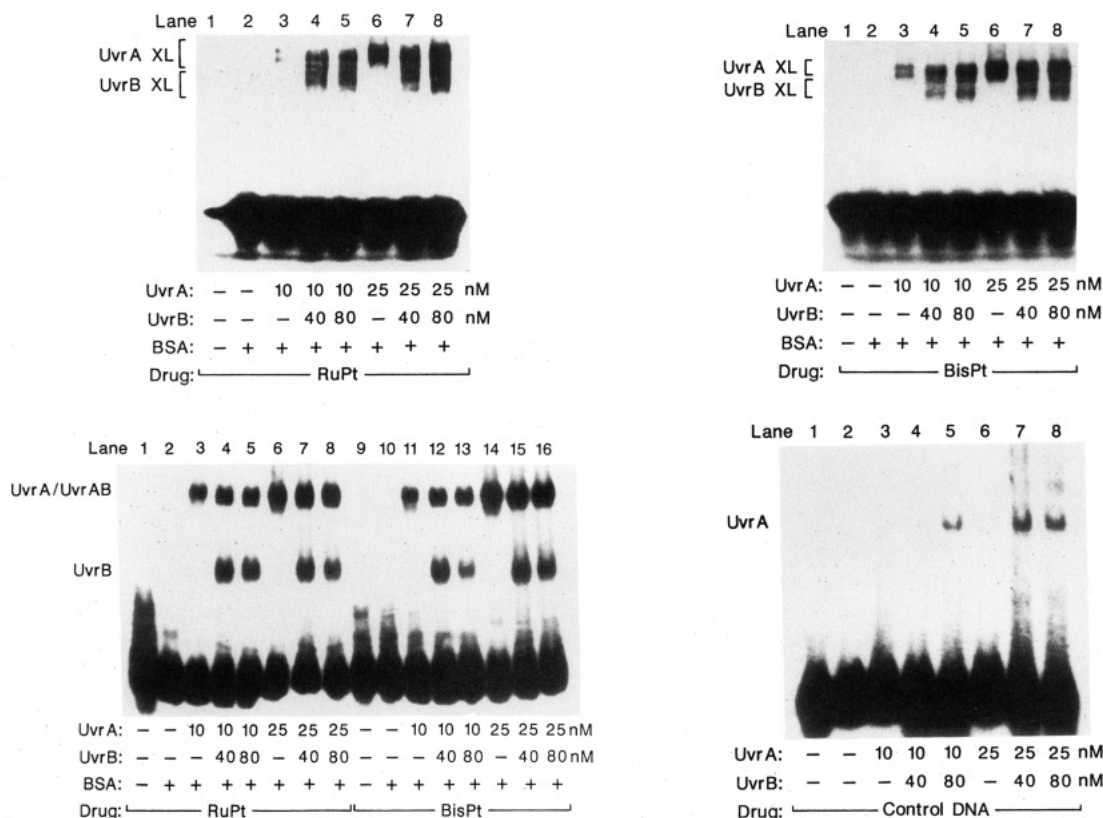 Lane 1 2 3 4 5 6 7 8
UvrA XL [
UvrB XL [
UvrA: – – 10 10 10 25 25 25 nM
UvrB: – – – 40 80 – 40 80 nM
BSA: – + + + + + + +
Drug: RuPt
Lane 1 2 3 4 5 6 7 8
UvrA XL [
UvrB XL [
UvrA: – – 10 10 10 25 25 25 nM
UvrB: – – – 40 80 – 40 80 nM
BSA: – + + + + + + +
Drug: BisPt
Lane 1 2 3 4 5 6 7 8 9 10 11 12 13 14 15 16
UvrA/UvrAB
UvrB
UvrA: – – 10 10 10 25 25 25 – – 10 10 10 25 25 25 nM
UvrB: – – – 40 80 – 40 80 – – – 40 80 – 40 80 nM
BSA: – + + + + + + + – + + + + + + +
Drug: RuPt BisPt
Lane 1 2 3 4 5 6 7 8
UvrA
UvrA: – – 10 10 10 25 25 25 nM
UvrB: – – – 40 80 – 40 80 nM
Drug: Control DNA